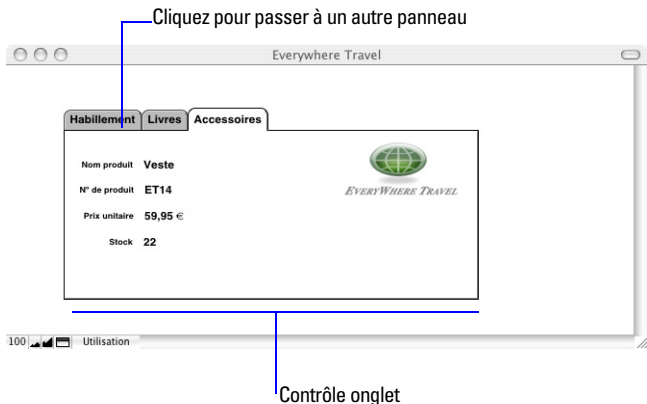 Cliquez pour passer à un autre panneau
Everywhere Travel
Habillement Livres Accessoires
Nom produit Veste
N° de produit ET14
EVERYWHERE TRAVEL
Prix unitaire 59,95 €
Stock 22
100 Utilisation
Contrôle onglet